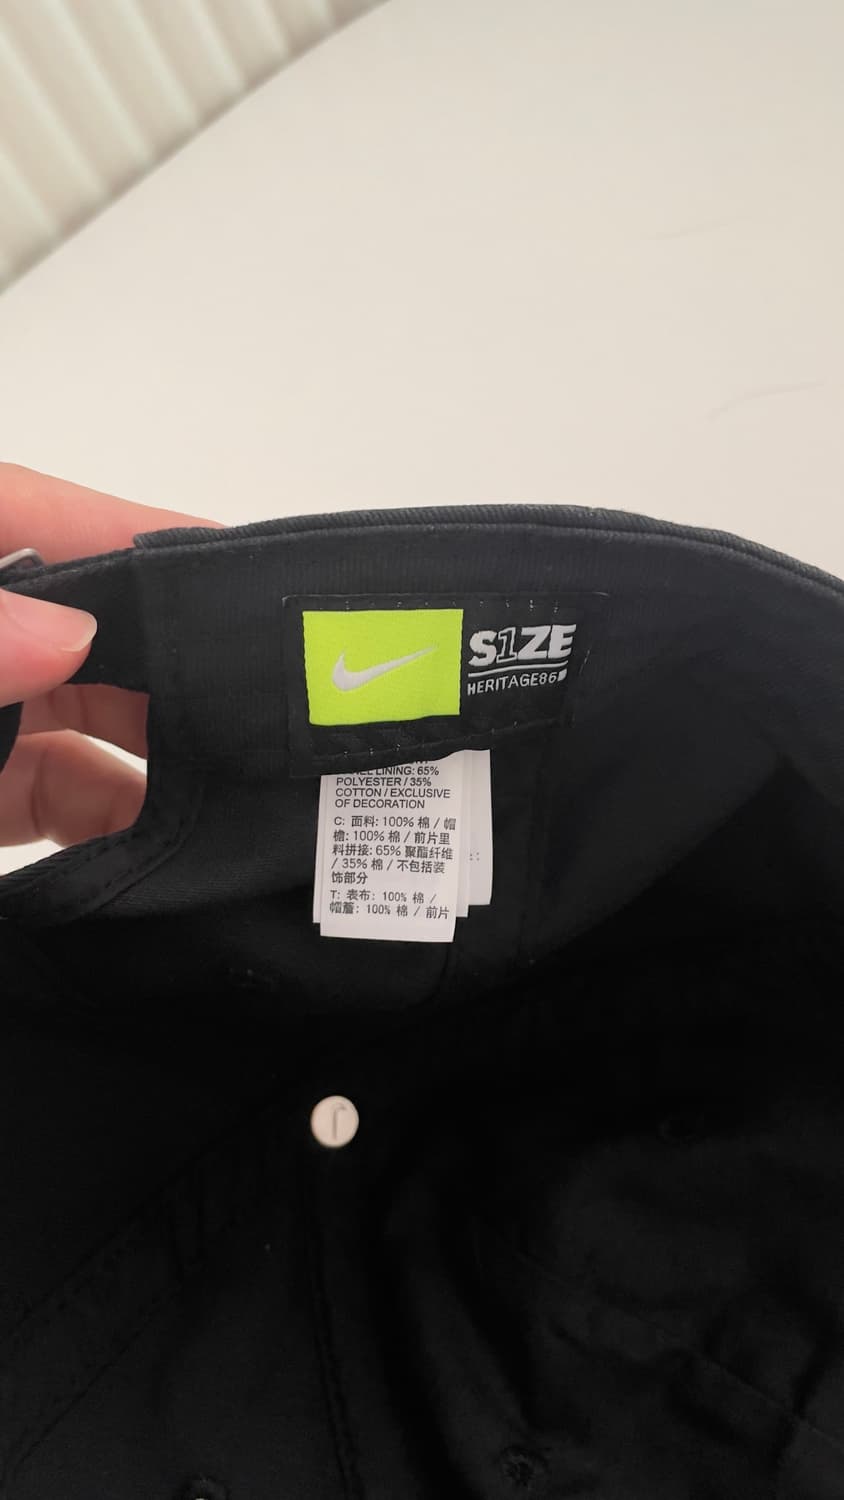 S1ZE
HERITAGE86
LINING: 65%
POLYESTER / 35%
COTTON / EXCLUSIVE
OF DECORATION
C: 面料: 100% 棉 / 帽
檐: 100% 棉 / 前片里
料拼接: 65% 聚酯纤维
/ 35% 棉 / 不包括装
饰部分
T: 表布: 100% 棉 /
帽簷: 100% 棉 / 前片